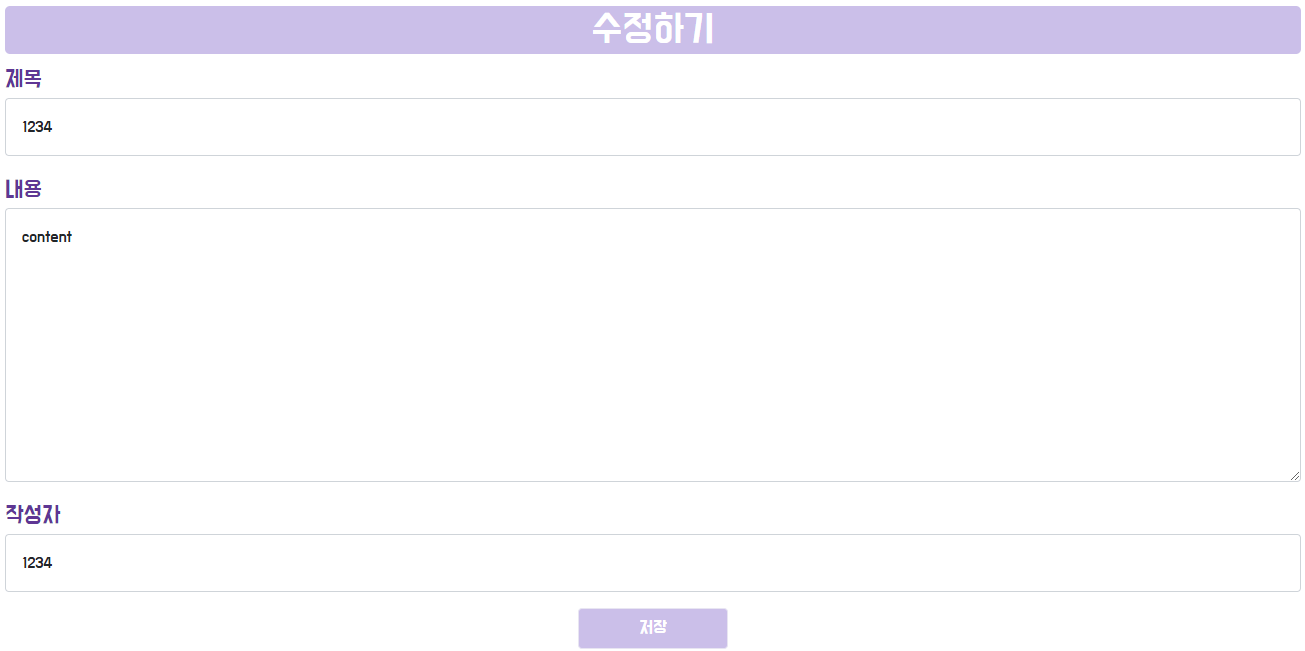 수정하기
제목
1234
내용
content
작성자
1234
저장